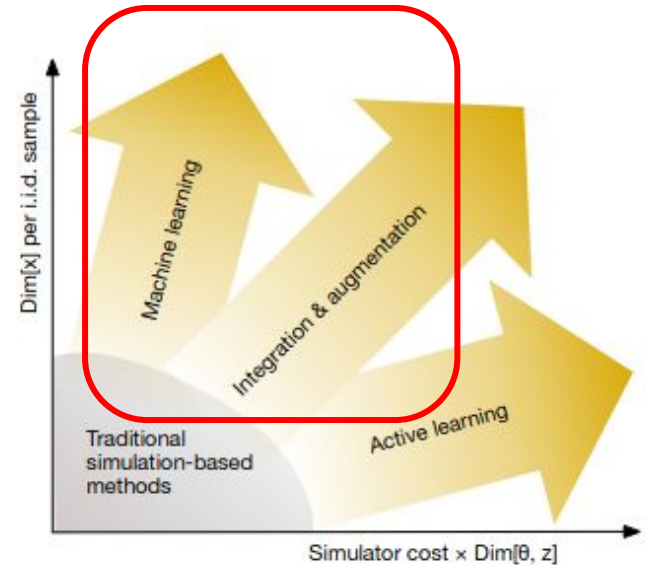 Dim[x] per i.i.d. sample
Machine learning
Integration & augmentation
Active learning
Traditional
simulation-based
methods
Simulator cost × Dim[θ, z]